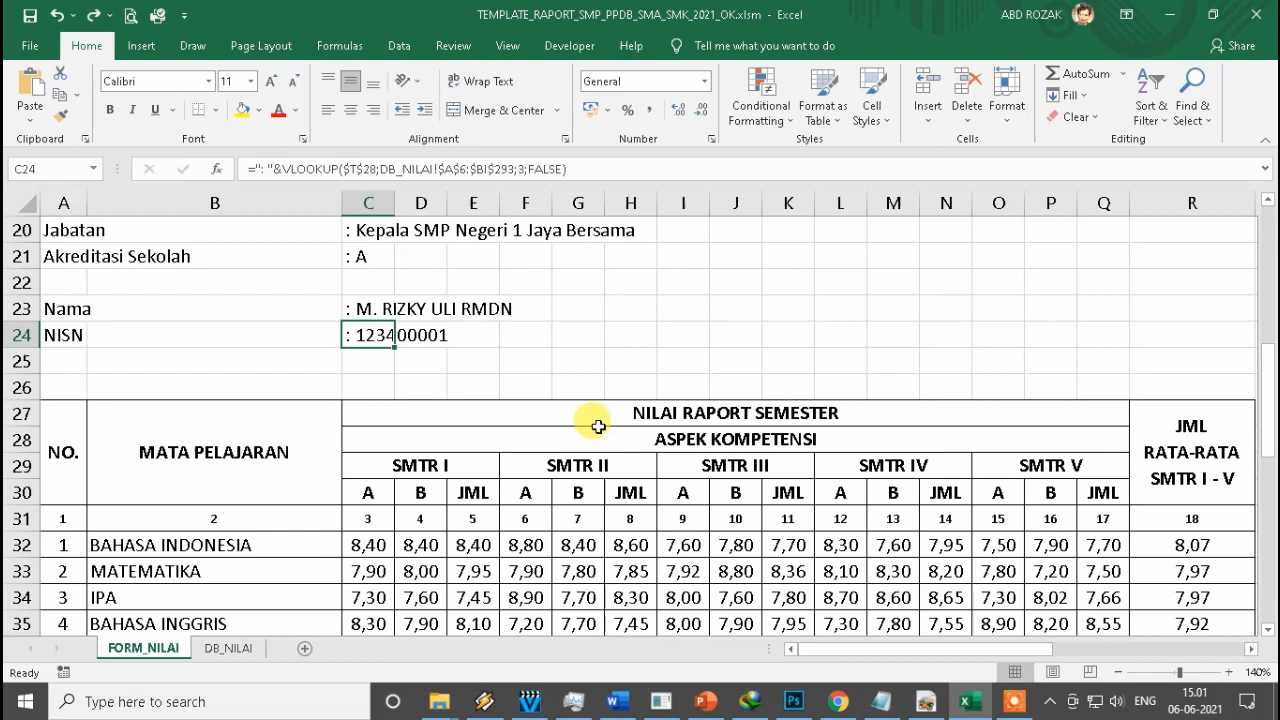 TEMPLATE_RAPORT_SMP_PPDB_SMA_SMK_2021_OK.xlsm - Excel
ABD ROZAK
File Home Insert Draw Page Layout Formulas Data Review View Developer Help Tell me what you want to do Share
Paste
Clipboard
Calibri 11
B I U
Font
Wrap Text
Merge & Center
Alignment
General
Number
Conditional Formatting
Format as Table
Cell Styles
Styles
Insert Delete Format
Cells
AutoSum
Fill
Clear
Sort & Filter
Find & Select
Editing
C24 fx =": "&VLOOKUP($T$28;DB_NILAI!$A$6:$BI$293;3;FALSE)
A B C D E F G H I J K L M N O P Q R
20 Jabatan : Kepala SMP Negeri 1 Jaya Bersama
21 Akreditasi Sekolah : A
22
23 Nama : M. RIZKY ULI RMDN
24 NISN : 123400001
25
26
27 NILAI RAPORT SEMESTER
28 ASPEK KOMPETENSI
NO. MATA PELAJARAN
JML
RATA-RATA
SMTR I - V
29 SMTR I SMTR II SMTR III SMTR IV SMTR V
30 A B JML A B JML A B JML A B JML A B JML
31 1 2 3 4 5 6 7 8 9 10 11 12 13 14 15 16 17 18
32 1 BAHASA INDONESIA 8,40 8,40 8,40 8,80 8,40 8,60 7,60 7,80 7,70 8,30 7,60 7,95 7,50 7,90 7,70 8,07
33 2 MATEMATIKA 7,90 8,00 7,95 7,90 7,80 7,85 7,92 8,80 8,36 8,10 8,30 8,20 7,80 7,20 7,50 7,97
34 3 IPA 7,30 7,60 7,45 8,90 7,70 8,30 8,00 7,60 7,80 8,70 8,60 8,65 7,30 8,02 7,66 7,97
35 4 BAHASA INGGRIS 8,30 7,90 8,10 7,20 7,70 7,45 8,00 7,90 7,95 7,30 7,80 7,55 8,90 8,20 8,55 7,92
FORM_NILAI DB_NILAI
Ready 140%
Type here to search
ENG
15.01
06-06-2021